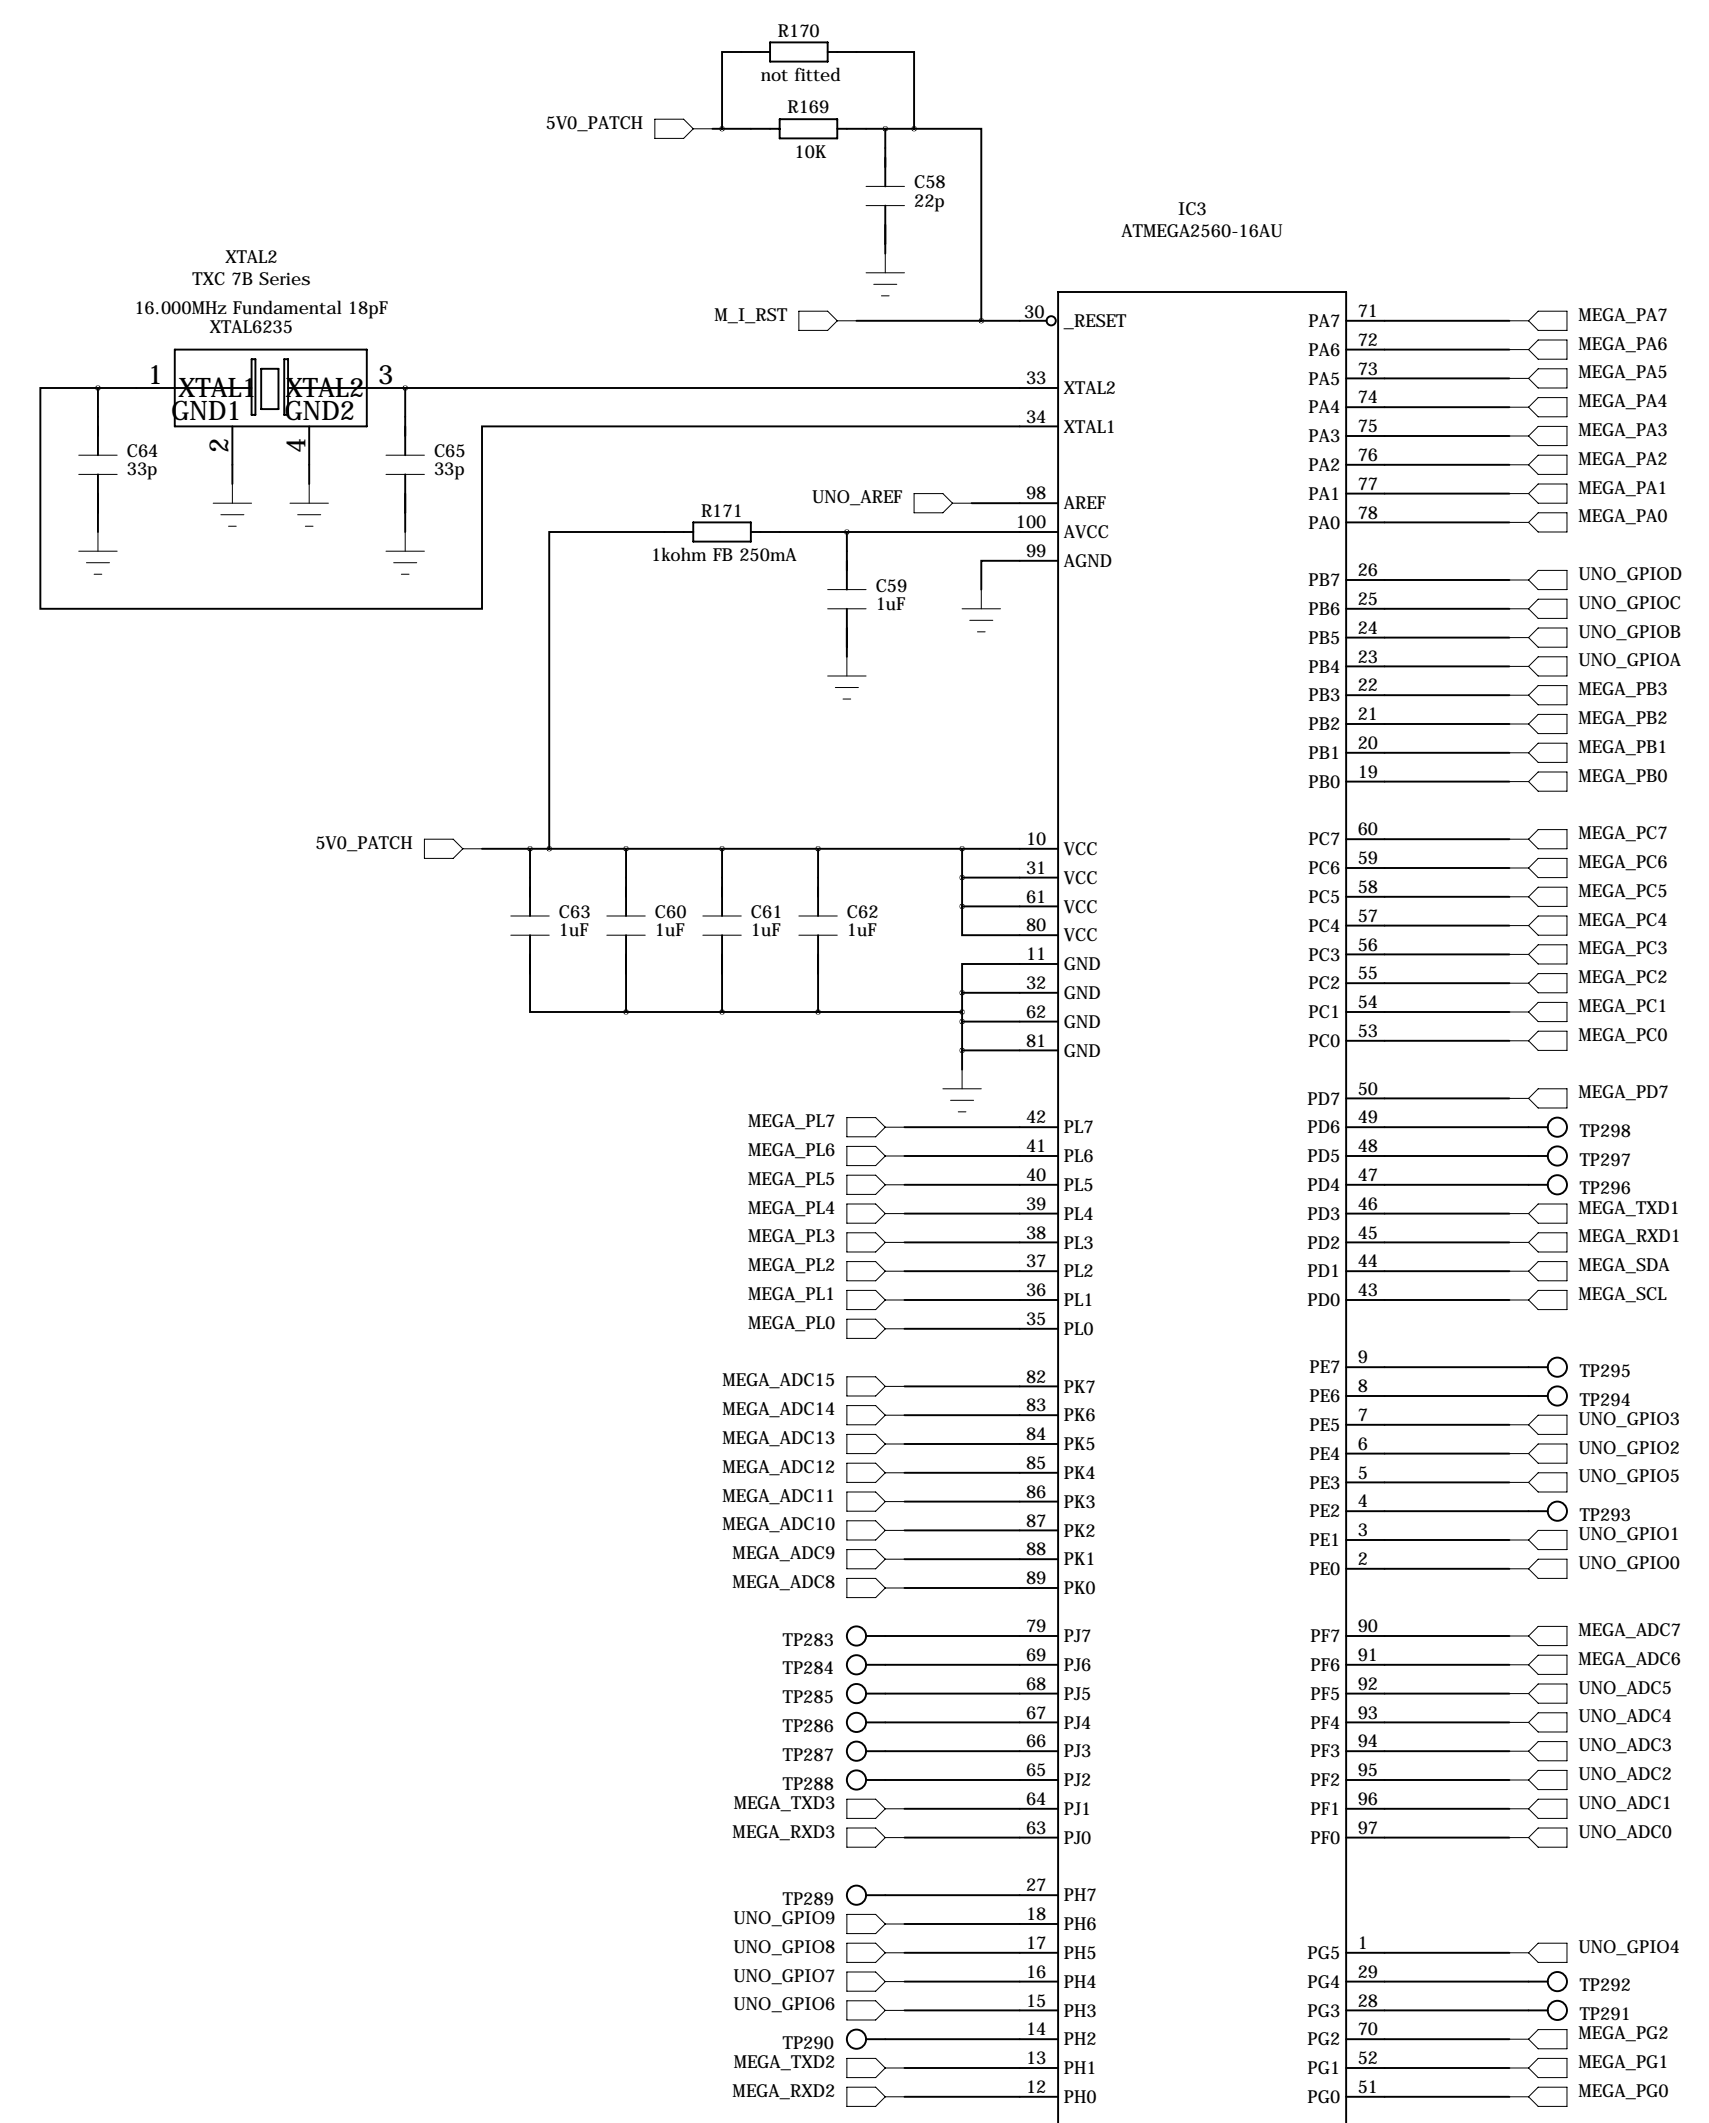 R170
not fitted
R169
5V0_PATCH
10K
C58
22p
IC3
ATMEGA2560-16AU
XTAL2
TXC 7B Series
16.000MHz Fundamental 18pF
XTAL6235
1 XTAL1 XTAL2 3
GND1 GND2
2 4
C64
33p
C65
33p
M_I_RST 30 _RESET
33 XTAL2
34 XTAL1
UNO_AREF 98 AREF
R171
1kohm FB 250mA
100 AVCC
99 AGND
C59
1uF
5V0_PATCH 10 VCC
31 VCC
61 VCC
80 VCC
C63 C60 C61 C62
1uF 1uF 1uF 1uF
11 GND
32 GND
62 GND
81 GND
MEGA_PL7 42 PL7
MEGA_PL6 41 PL6
MEGA_PL5 40 PL5
MEGA_PL4 39 PL4
MEGA_PL3 38 PL3
MEGA_PL2 37 PL2
MEGA_PL1 36 PL1
MEGA_PL0 35 PL0
MEGA_ADC15 82 PK7
MEGA_ADC14 83 PK6
MEGA_ADC13 84 PK5
MEGA_ADC12 85 PK4
MEGA_ADC11 86 PK3
MEGA_ADC10 87 PK2
MEGA_ADC9 88 PK1
MEGA_ADC8 89 PK0
TP283 79 PJ7
TP284 69 PJ6
TP285 68 PJ5
TP286 67 PJ4
TP287 66 PJ3
TP288 65 PJ2
MEGA_TXD3 64 PJ1
MEGA_RXD3 63 PJ0
TP289 27 PH7
UNO_GPIO9 18 PH6
UNO_GPIO8 17 PH5
UNO_GPIO7 16 PH4
UNO_GPIO6 15 PH3
TP290 14 PH2
MEGA_TXD2 13 PH1
MEGA_RXD2 12 PH0
PA7 71 MEGA_PA7
PA6 72 MEGA_PA6
PA5 73 MEGA_PA5
PA4 74 MEGA_PA4
PA3 75 MEGA_PA3
PA2 76 MEGA_PA2
PA1 77 MEGA_PA1
PA0 78 MEGA_PA0
PB7 26 UNO_GPIOD
PB6 25 UNO_GPIOC
PB5 24 UNO_GPIOB
PB4 23 UNO_GPIOA
PB3 22 MEGA_PB3
PB2 21 MEGA_PB2
PB1 20 MEGA_PB1
PB0 19 MEGA_PB0
PC7 60 MEGA_PC7
PC6 59 MEGA_PC6
PC5 58 MEGA_PC5
PC4 57 MEGA_PC4
PC3 56 MEGA_PC3
PC2 55 MEGA_PC2
PC1 54 MEGA_PC1
PC0 53 MEGA_PC0
PD7 50 MEGA_PD7
PD6 49 TP298
PD5 48 TP297
PD4 47 TP296
PD3 46 MEGA_TXD1
PD2 45 MEGA_RXD1
PD1 44 MEGA_SDA
PD0 43 MEGA_SCL
PE7 9 TP295
PE6 8 TP294
PE5 7 UNO_GPIO3
PE4 6 UNO_GPIO2
PE3 5 UNO_GPIO5
PE2 4 TP293
PE1 3 UNO_GPIO1
PE0 2 UNO_GPIO0
PF7 90 MEGA_ADC7
PF6 91 MEGA_ADC6
PF5 92 UNO_ADC5
PF4 93 UNO_ADC4
PF3 94 UNO_ADC3
PF2 95 UNO_ADC2
PF1 96 UNO_ADC1
PF0 97 UNO_ADC0
PG5 1 UNO_GPIO4
PG4 29 TP292
PG3 28 TP291
PG2 70 MEGA_PG2
PG1 52 MEGA_PG1
PG0 51 MEGA_PG0